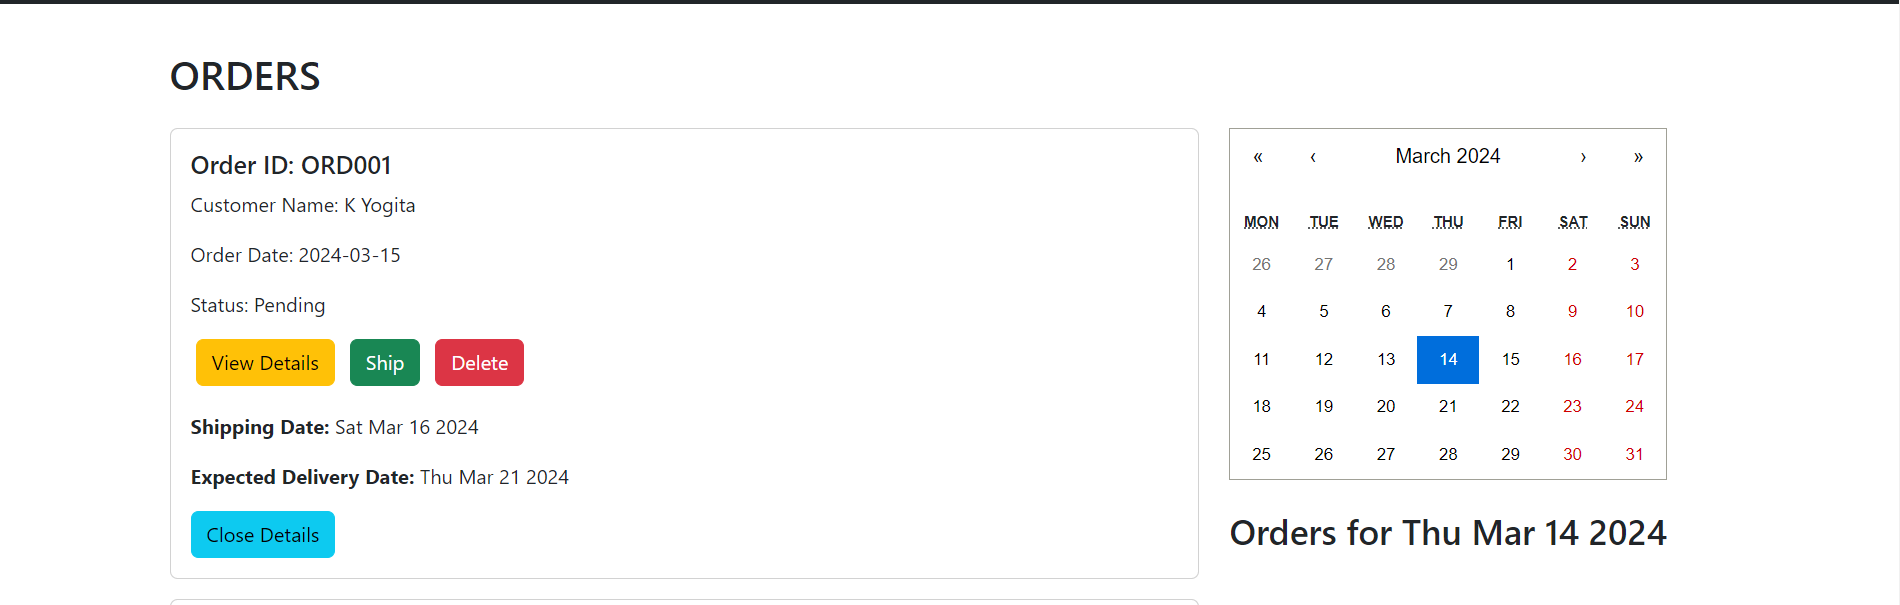 ORDERS
Order ID: ORD001
Customer Name: K Yogita
Order Date: 2024-03-15
Status: Pending
View Details Ship Delete
Shipping Date: Sat Mar 16 2024
Expected Delivery Date: Thu Mar 21 2024
Close Details
« ‹ March 2024 › »
MON TUE WED THU FRI SAT SUN
26 27 28 29 1 2 3
4 5 6 7 8 9 10
11 12 13 14 15 16 17
18 19 20 21 22 23 24
25 26 27 28 29 30 31
Orders for Thu Mar 14 2024